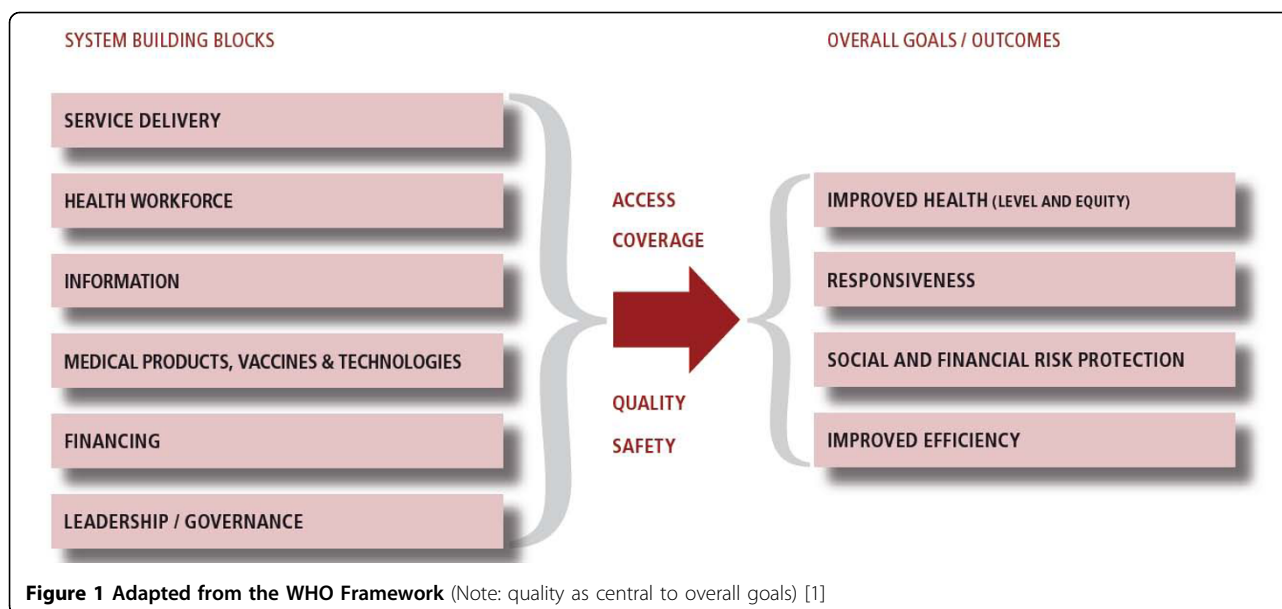 SYSTEM BUILDING BLOCKS
SERVICE DELIVERY
HEALTH WORKFORCE
INFORMATION
MEDICAL PRODUCTS, VACCINES & TECHNOLOGIES
FINANCING
LEADERSHIP / GOVERNANCE
ACCESS
COVERAGE
QUALITY
SAFETY
OVERALL GOALS / OUTCOMES
IMPROVED HEALTH (LEVEL AND EQUITY)
RESPONSIVENESS
SOCIAL AND FINANCIAL RISK PROTECTION
IMPROVED EFFICIENCY
Figure 1 Adapted from the WHO Framework (Note: quality as central to overall goals) [1]